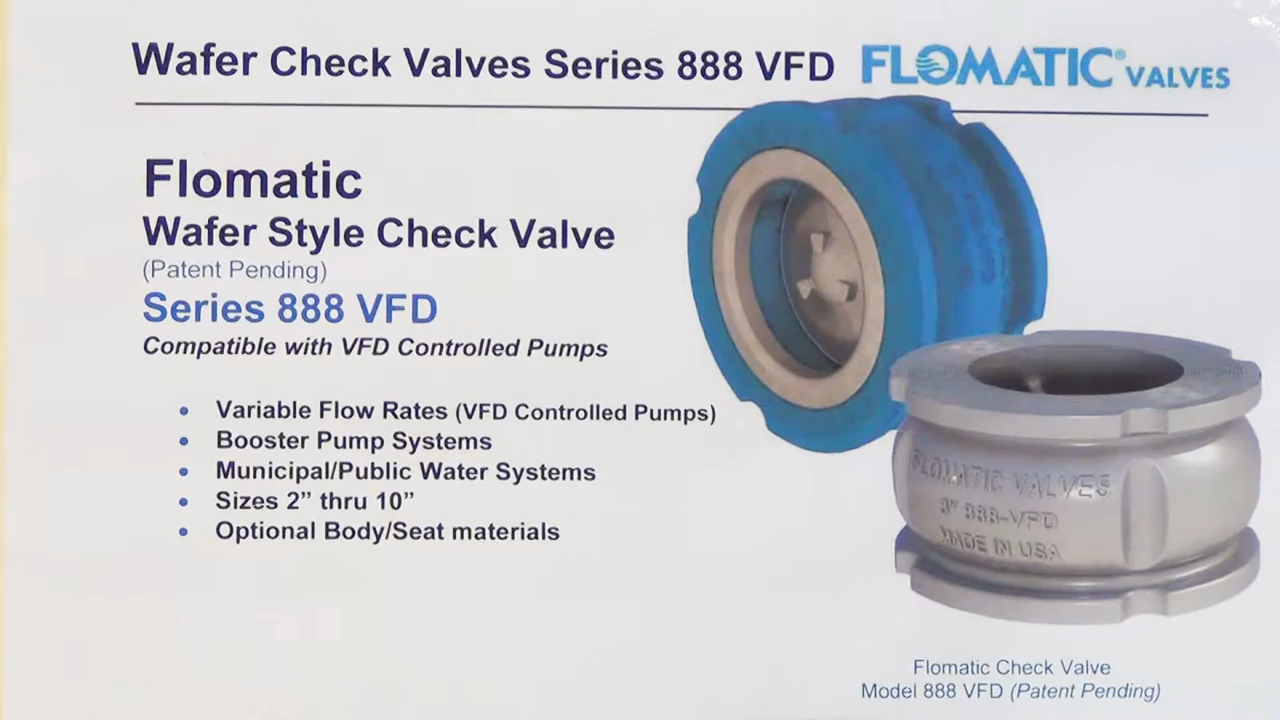 Wafer Check Valves Series 888 VFD FLOMATIC® VALVES
Flomatic
Wafer Style Check Valve
(Patent Pending)
Series 888 VFD
Compatible with VFD Controlled Pumps
• Variable Flow Rates (VFD Controlled Pumps)
• Booster Pump Systems
• Municipal/Public Water Systems
• Sizes 2” thru 10”
• Optional Body/Seat materials
FLOMATIC VALVES
8" 888-VFD
MADE IN USA
Flomatic Check Valve
Model 888 VFD (Patent Pending)